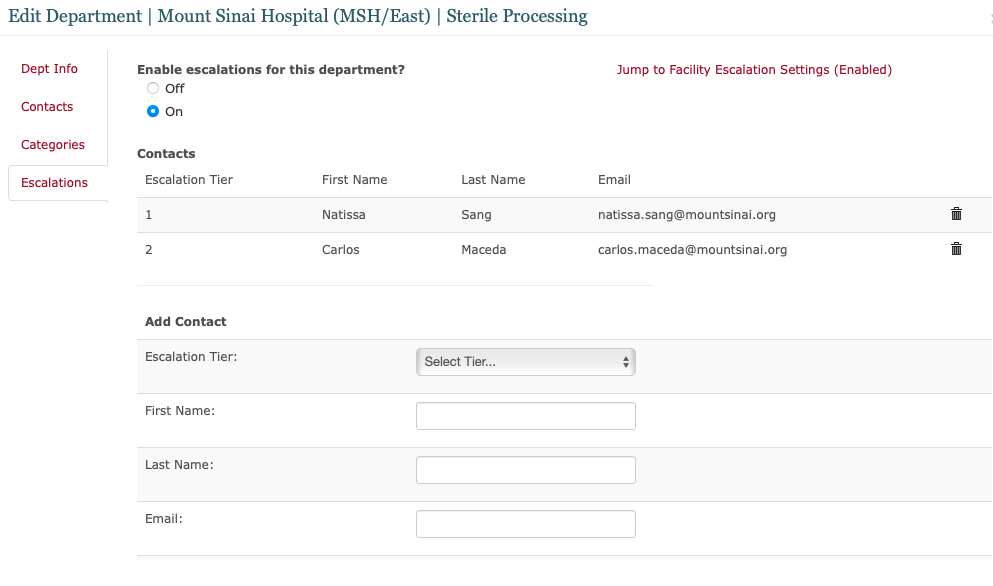 Edit Department | Mount Sinai Hospital (MSH/East) | Sterile Processing
Dept Info
Contacts
Categories
Escalations
Enable escalations for this department?
Jump to Facility Escalation Settings (Enabled)
Off
On
Contacts
Escalation Tier First Name Last Name Email
1 Natissa Sang natissa.sang@mountsinai.org
2 Carlos Maceda carlos.maceda@mountsinai.org
Add Contact
Escalation Tier: Select Tier...
First Name:
Last Name:
Email: